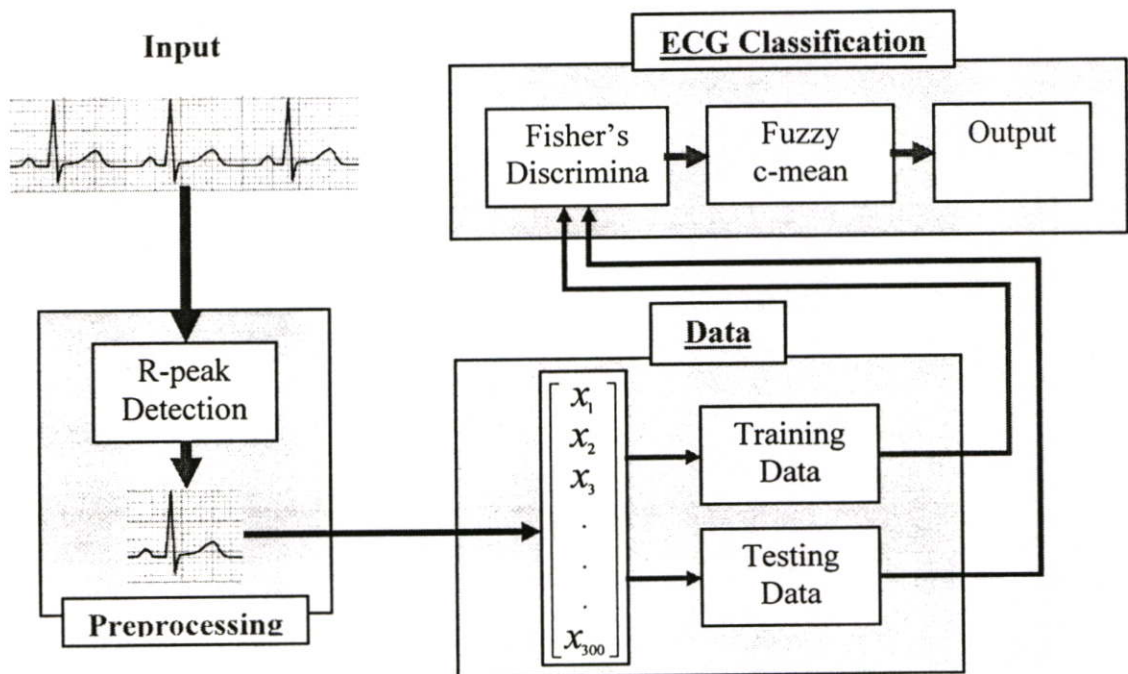 Input
R-peak
Detection
Preprocessing
Data
x₁
x₂
x₃
.
.
.
x₃₀₀
Training
Data
Testing
Data
ECG Classification
Fisher's
Discrimina
Fuzzy
c-mean
Output